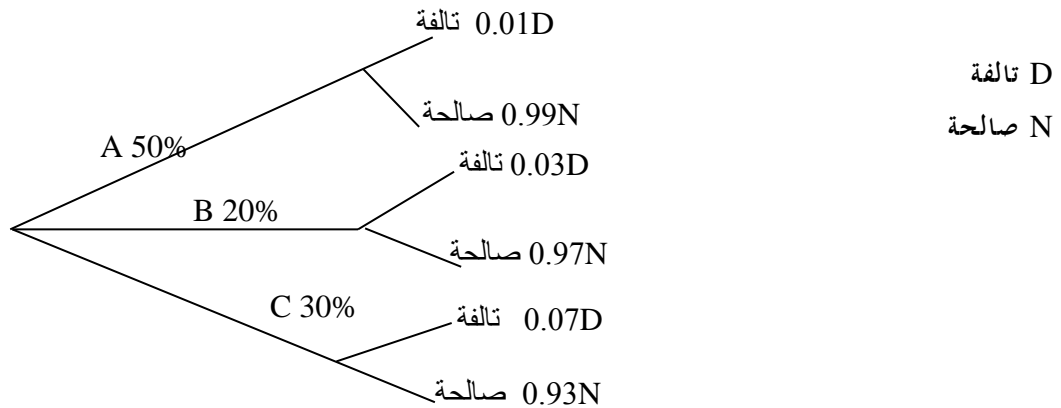 تالفة 0.01D
D تالفة
صالحة 0.99N
N صالحة
A 50%
تالفة 0.03D
B 20%
صالحة 0.97N
C 30%
تالفة 0.07D
صالحة 0.93N